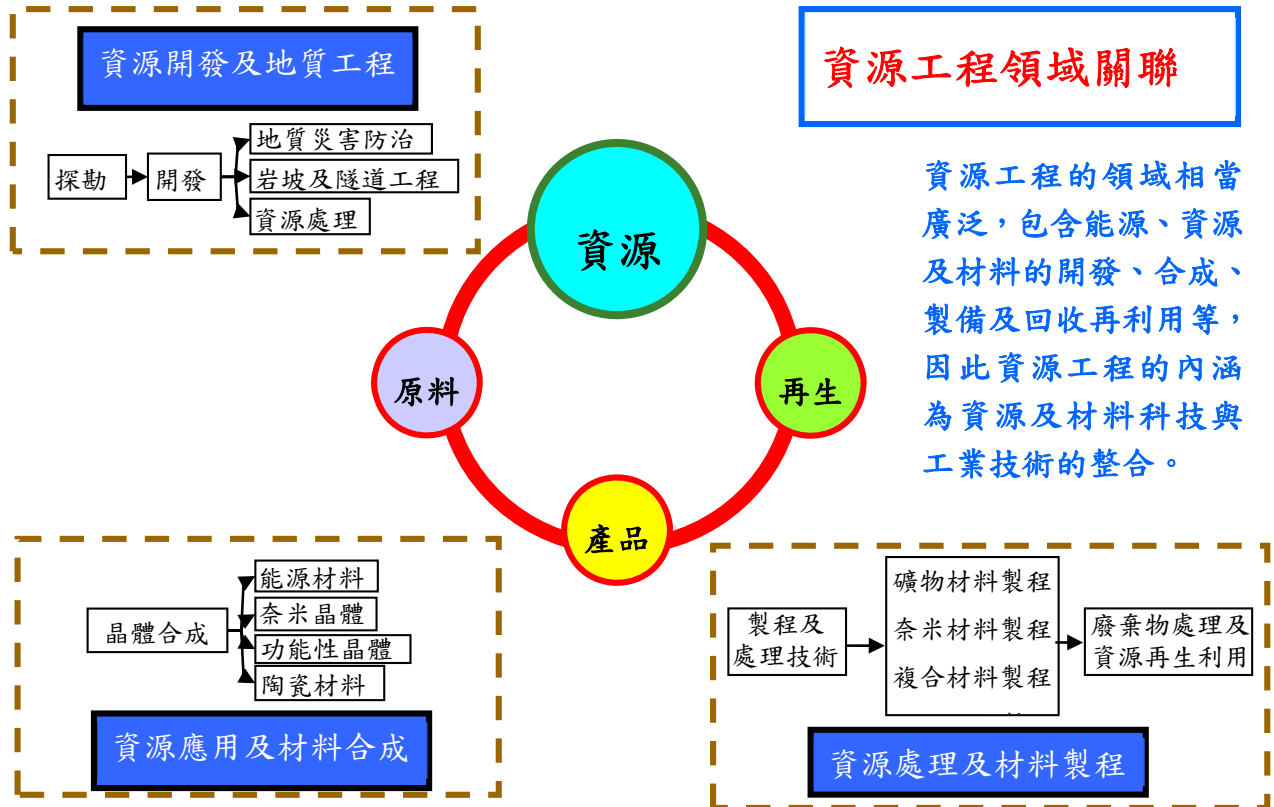 資源開發及地質工程
探勘
開發
地質災害防治
岩坡及隧道工程
資源處理
資源工程領域關聯
資源工程的領域相當
廣泛，包含能源、資源
及材料的開發、合成、
製備及回收再利用等，
因此資源工程的內涵
為資源及材料科技與
工業技術的整合。
資源
原料
再生
產品
晶體合成
能源材料
奈米晶體
功能性晶體
陶瓷材料
資源應用及材料合成
製程及
處理技術
礦物材料製程
奈米材料製程
複合材料製程
廢棄物處理及
資源再生利用
資源處理及材料製程